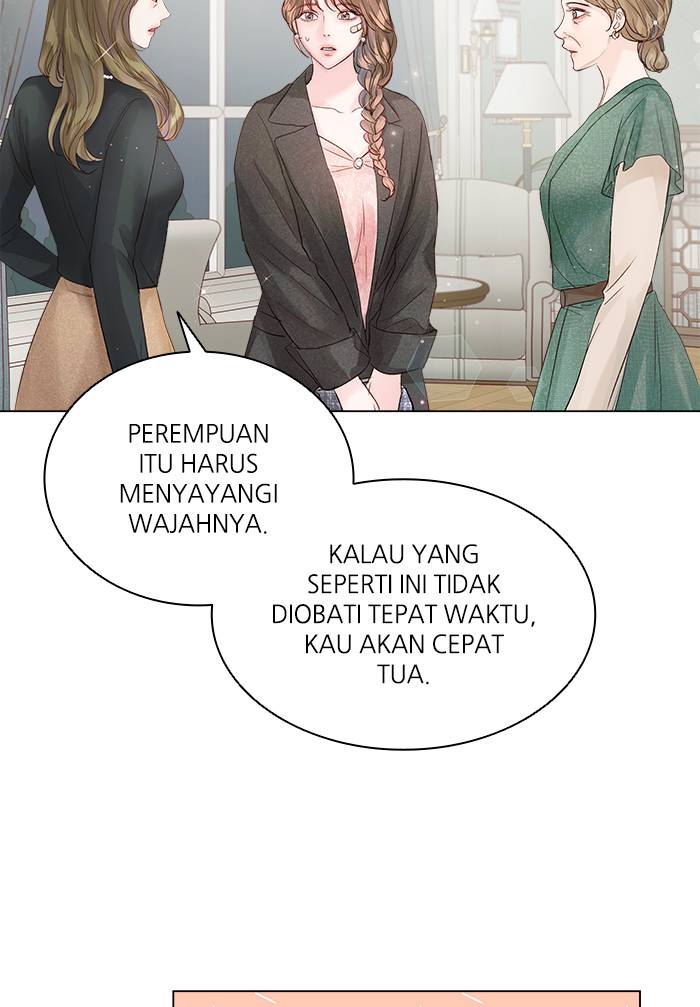 PEREMPUAN
ITU HARUS
MENYAYANGI
WAJAHNYA.
KALAU YANG
SEPERTI INI TIDAK
DIOBATI TEPAT WAKTU,
KAU AKAN CEPAT
TUA.